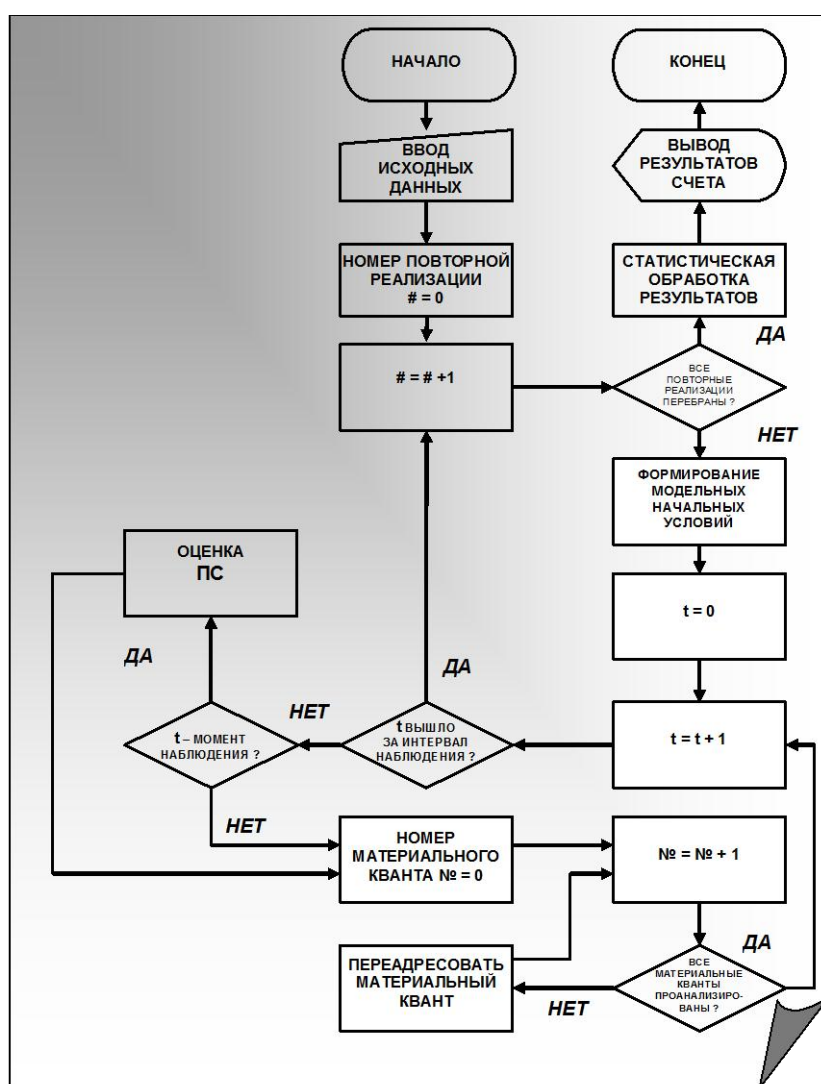 НАЧАЛО
КОНЕЦ
ВВОД
ИСХОДНЫХ
ДАННЫХ
ВЫВОД
РЕЗУЛЬТАТОВ
СЧЕТА
НОМЕР ПОВТОРНОЙ
РЕАЛИЗАЦИИ
# = 0
СТАТИСТИЧЕСКАЯ
ОБРАБОТКА
РЕЗУЛЬТАТОВ
ДА
# = # +1
ВСЕ
ПОВТОРНЫЕ
РЕАЛИЗАЦИИ
ПЕРЕБРАНЫ ?
НЕТ
ФОРМИРОВАНИЕ
МОДЕЛЬНЫХ
НАЧАЛЬНЫХ
УСЛОВИЙ
ОЦЕНКА
ПС
t = 0
ДА
ДА
НЕТ
t – МОМЕНТ
НАБЛЮДЕНИЯ ?
t ВЫШЛО
ЗА ИНТЕРВАЛ
НАБЛЮДЕНИЯ ?
t = t + 1
НЕТ
НОМЕР
МАТЕРИАЛЬНОГО
КВАНТА № = 0
№ = № + 1
ДА
ПЕРЕАДРЕСОВАТЬ
МАТЕРИАЛЬНЫЙ
КВАНТ
НЕТ
ВСЕ
МАТЕРИАЛЬНЫЕ
КВАНТЫ
ПРОАНАЛИЗИРО-
ВАНЫ ?